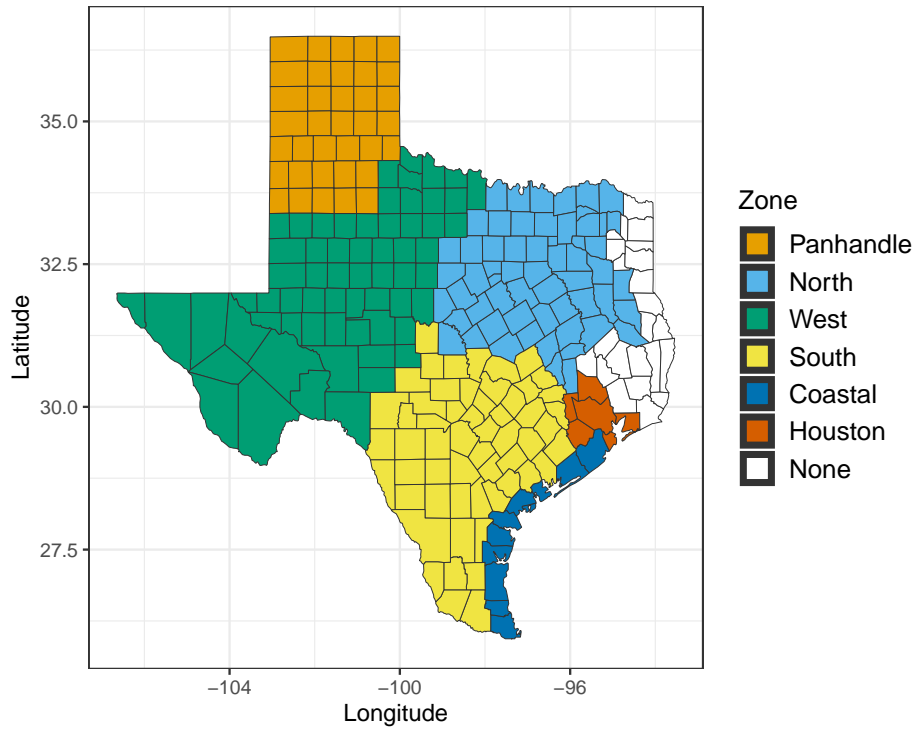 35.0
32.5
30.0
27.5
Latitude
−104
−100
−96
Longitude
Zone
Panhandle
North
West
South
Coastal
Houston
None